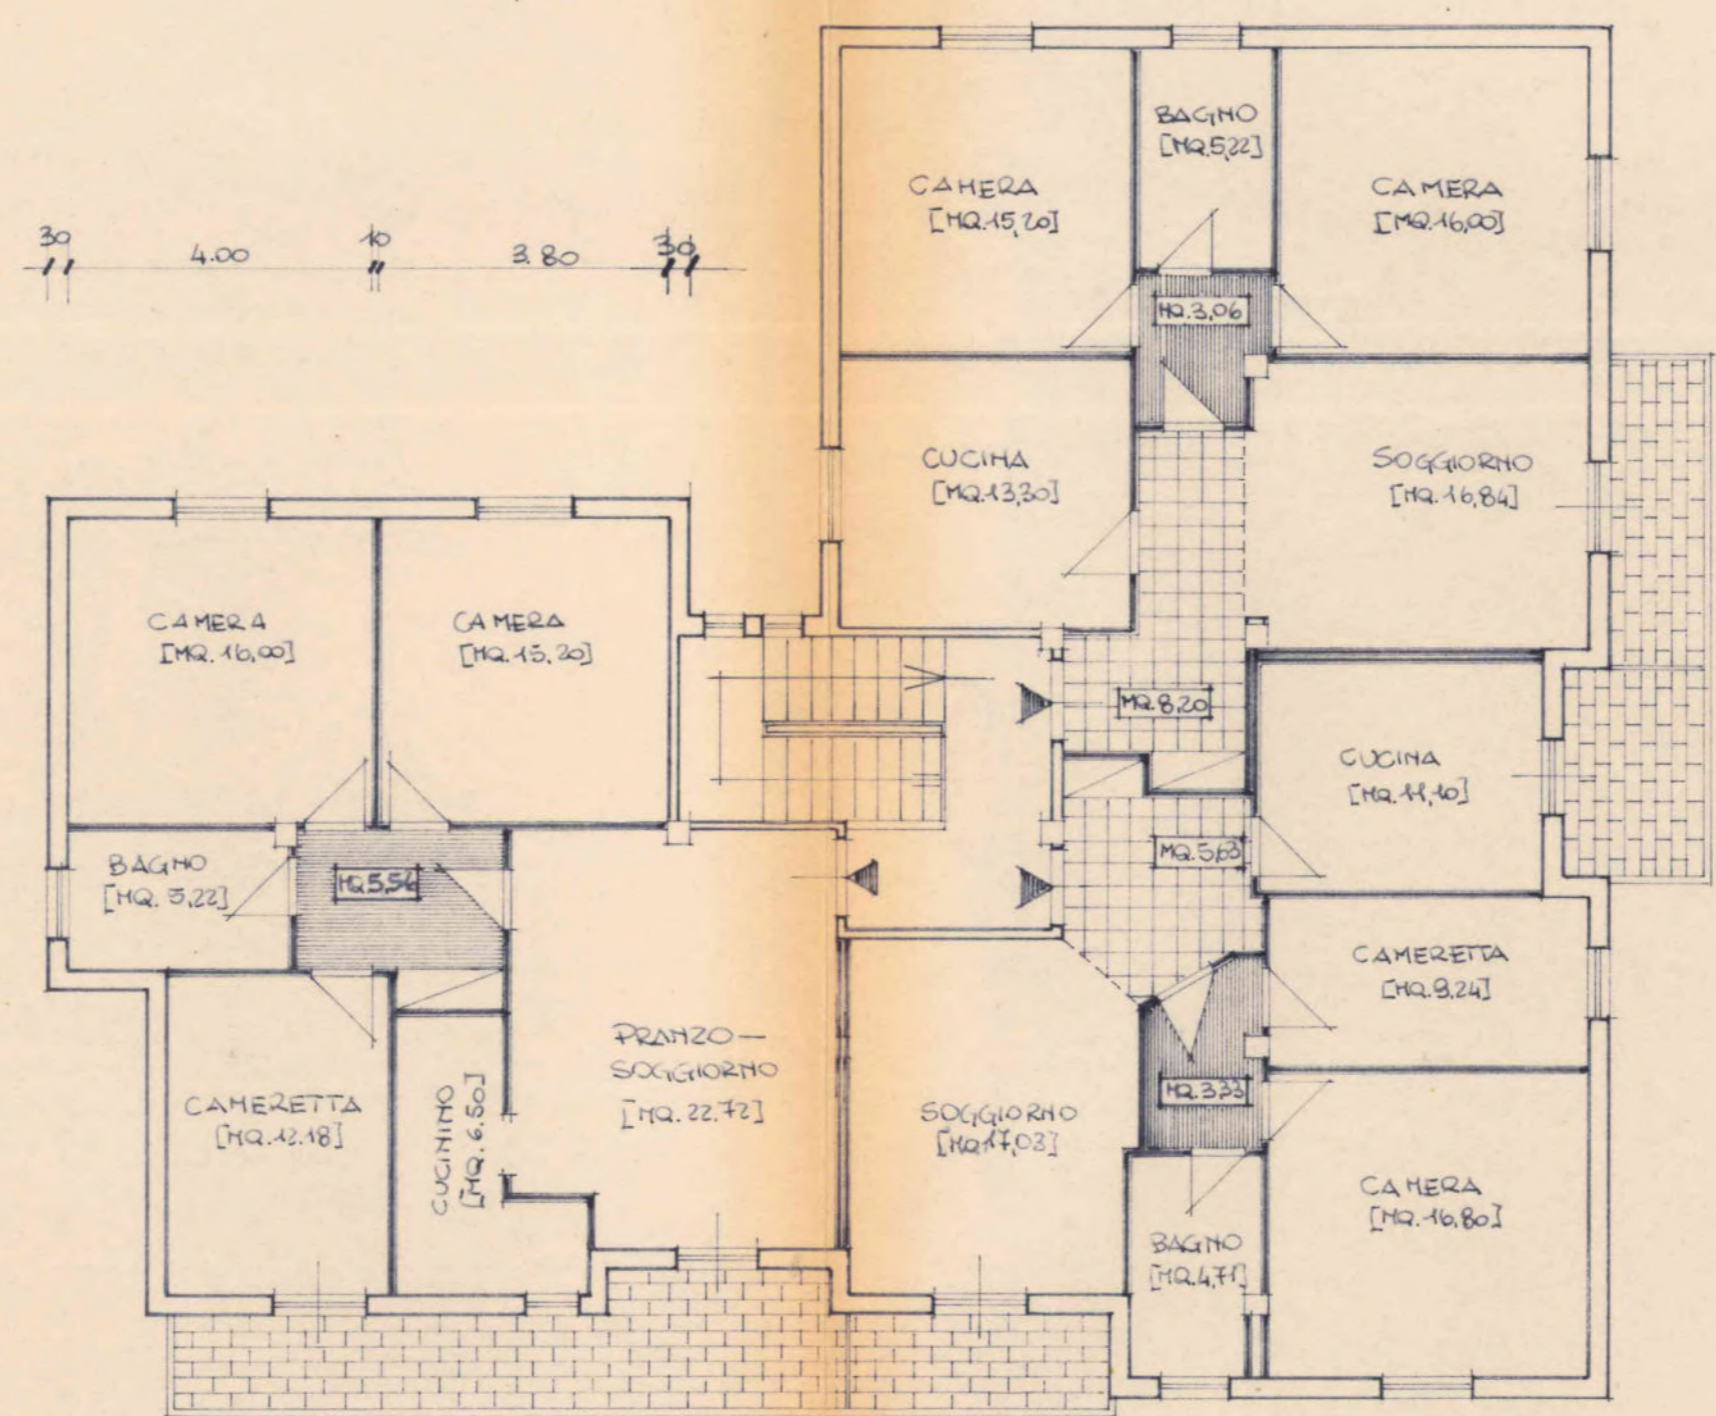 BAGNO
[MQ.5,22]
CAMERA
[MQ.15,20]
CAMERA
[MQ.16,00]
30
4.00
10
3.80
30
MQ.3,06
CUCINA
[MQ.13,30]
SOGGIORNO
[MQ.16,84]
CAMERA
[MQ.16,00]
CAMERA
[MQ.15,20]
MQ.8,20
CUCINA
[MQ.11,10]
BAGNO
[MQ.5,22]
MQ.5,54
MQ.5,63
CAMERETTA
[MQ.9,24]
PRANZO-
SOGGIORNO
[MQ.22.72]
CAMERETTA
[MQ.12.18]
CUCININO
[MQ.6.50]
SOGGIORNO
[MQ.17,03]
MQ.3,33
CAMERA
[MQ.16,80]
BAGNO
[MQ.4,71]